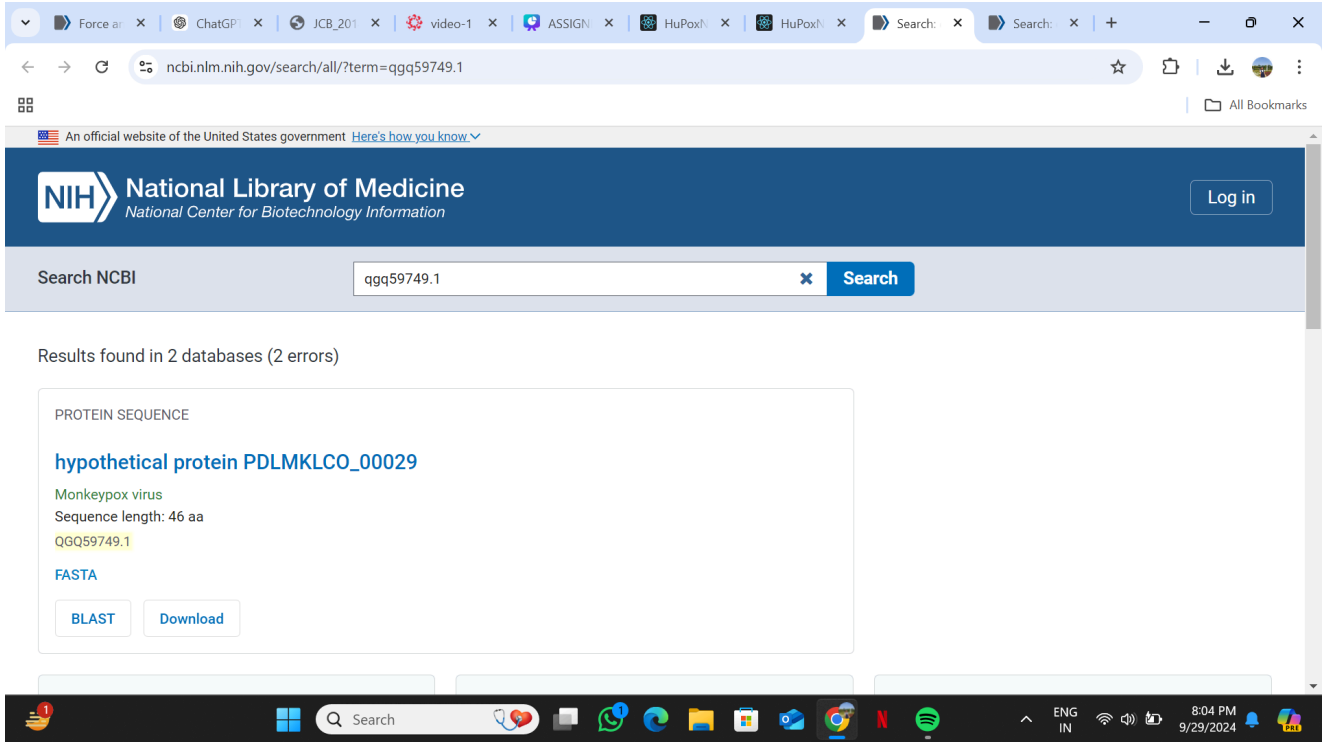 Force ar
ChatGPT
JCB_201
video-1
ASSIGN
HuPoxN
HuPoxN
Search:
Search:
ncbi.nlm.nih.gov/search/all/?term=qgq59749.1
All Bookmarks
An official website of the United States government Here's how you know
NIH National Library of Medicine
National Center for Biotechnology Information
Log in
Search NCBI
qgq59749.1
Search
Results found in 2 databases (2 errors)
PROTEIN SEQUENCE
hypothetical protein PDLMKLCO_00029
Monkeypox virus
Sequence length: 46 aa
QGQ59749.1
FASTA
BLAST
Download
1
Search
1
N
ENG
IN
8:04 PM
9/29/2024
PRE